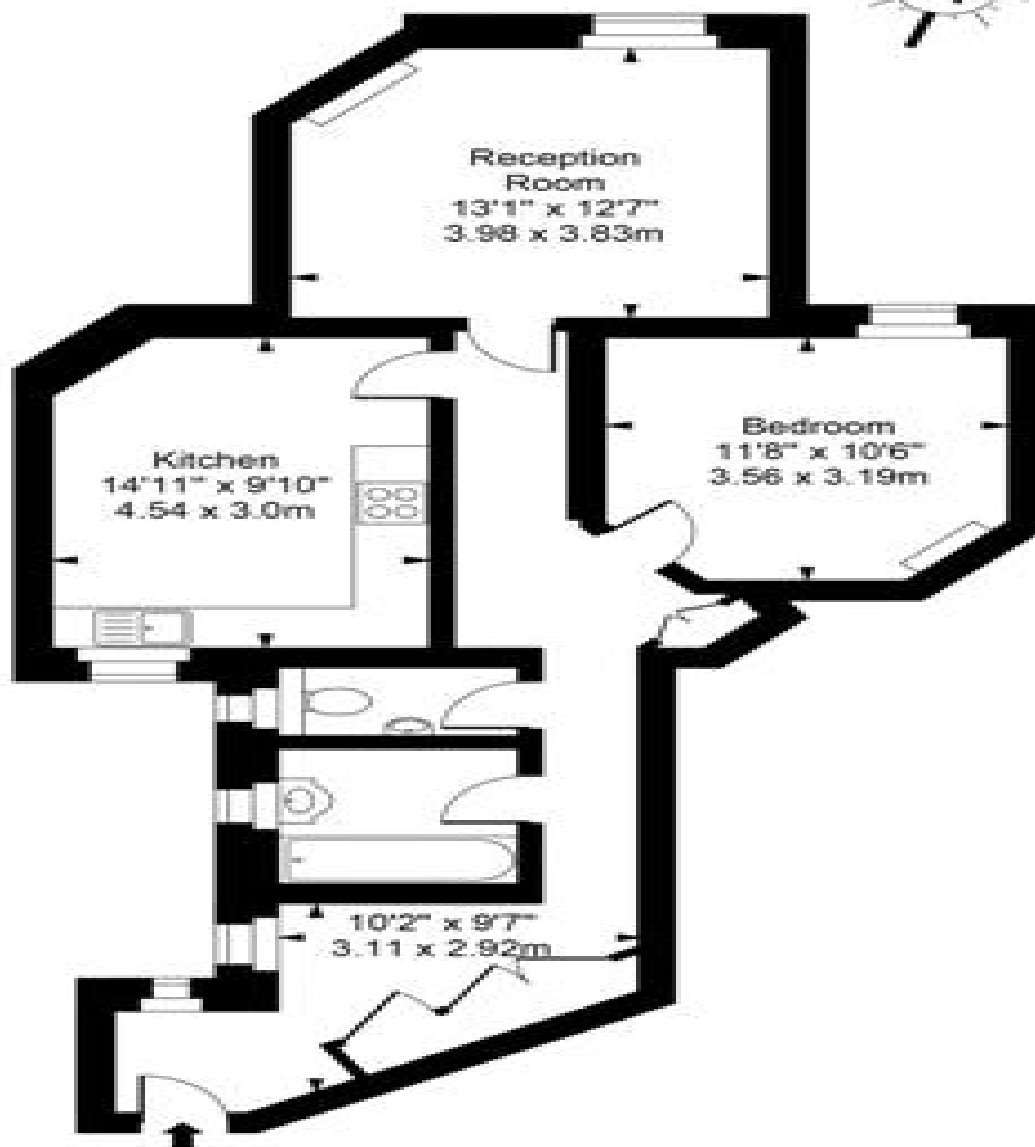 Reception
Room
13'1" x 12'7"
3.98 x 3.83m
Kitchen
14'11" x 9'10"
4.54 x 3.0m
Bedroom
11'8" x 10'6"
3.56 x 3.19m
10'2" x 9'7"
3.11 x 2.92m